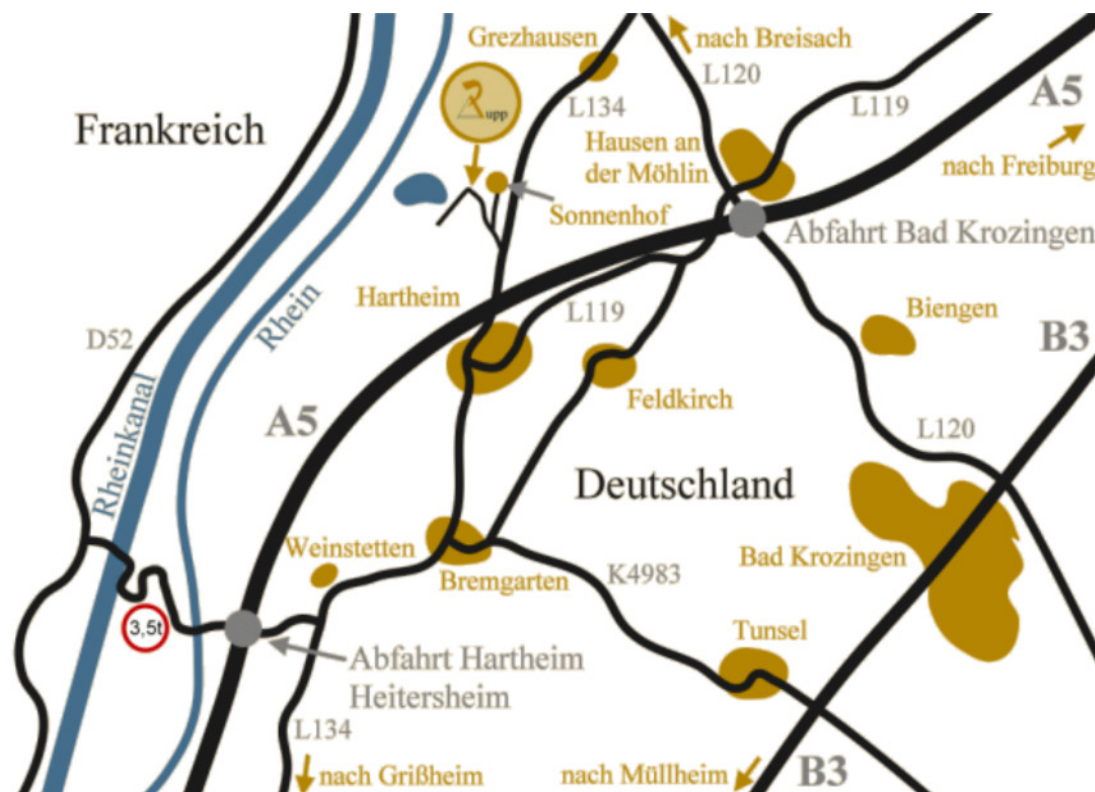 Grezhausen
nach Breisach
L120
L134
L119
A5
Rupp
Frankreich
Hausen an
der Möhlin
nach Freiburg
Sonnenhof
Abfahrt Bad Krozingen
Hartheim
L119
Rhein
Biengen
D52
B3
Feldkirch
A5
L120
Rheinkanal
Deutschland
Weinstetten
Bremgarten
Bad Krozingen
K4983
3,5t
Tunsel
Abfahrt Hartheim
Heitersheim
L134
nach Grißheim
nach Müllheim
B3